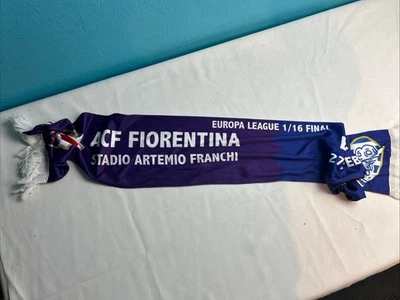 EUROPA LEAGUE 1/16 FINAL
ACF FIORENTINA
STADIO ARTEMIO FRANCHI